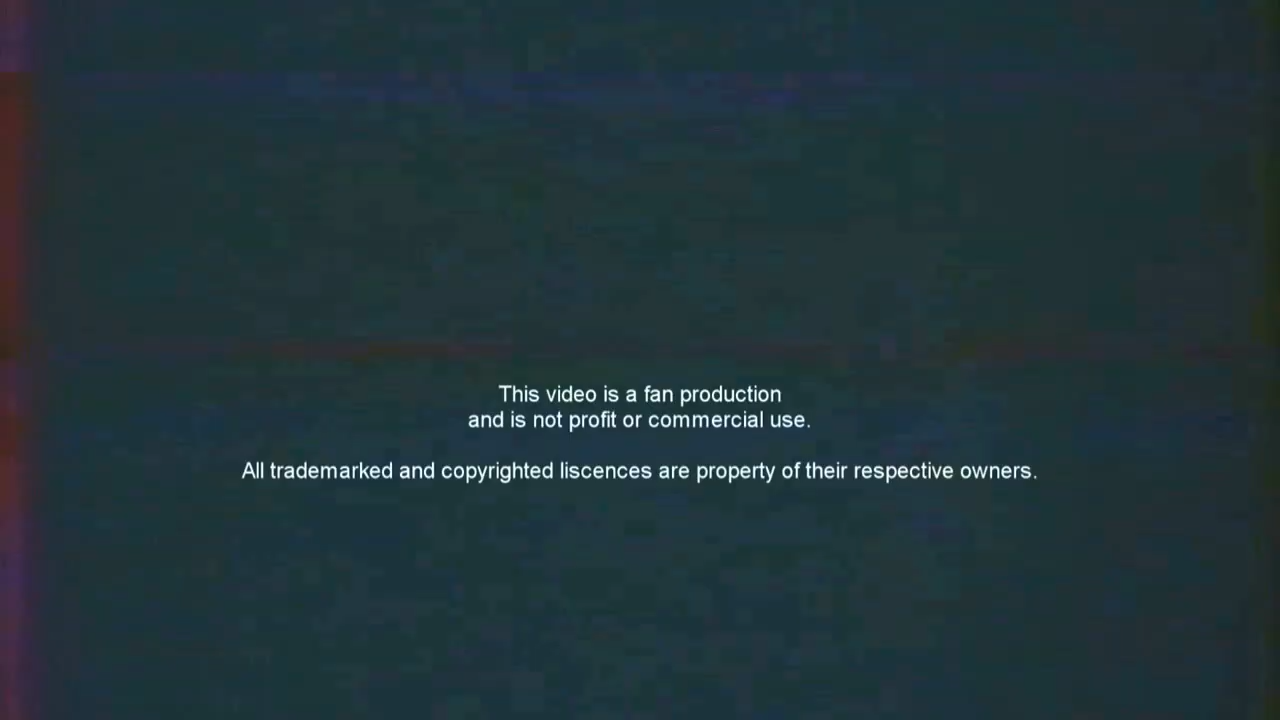 This video is a fan production
and is not profit or commercial use.
All trademarked and copyrighted liscences are property of their respective owners.